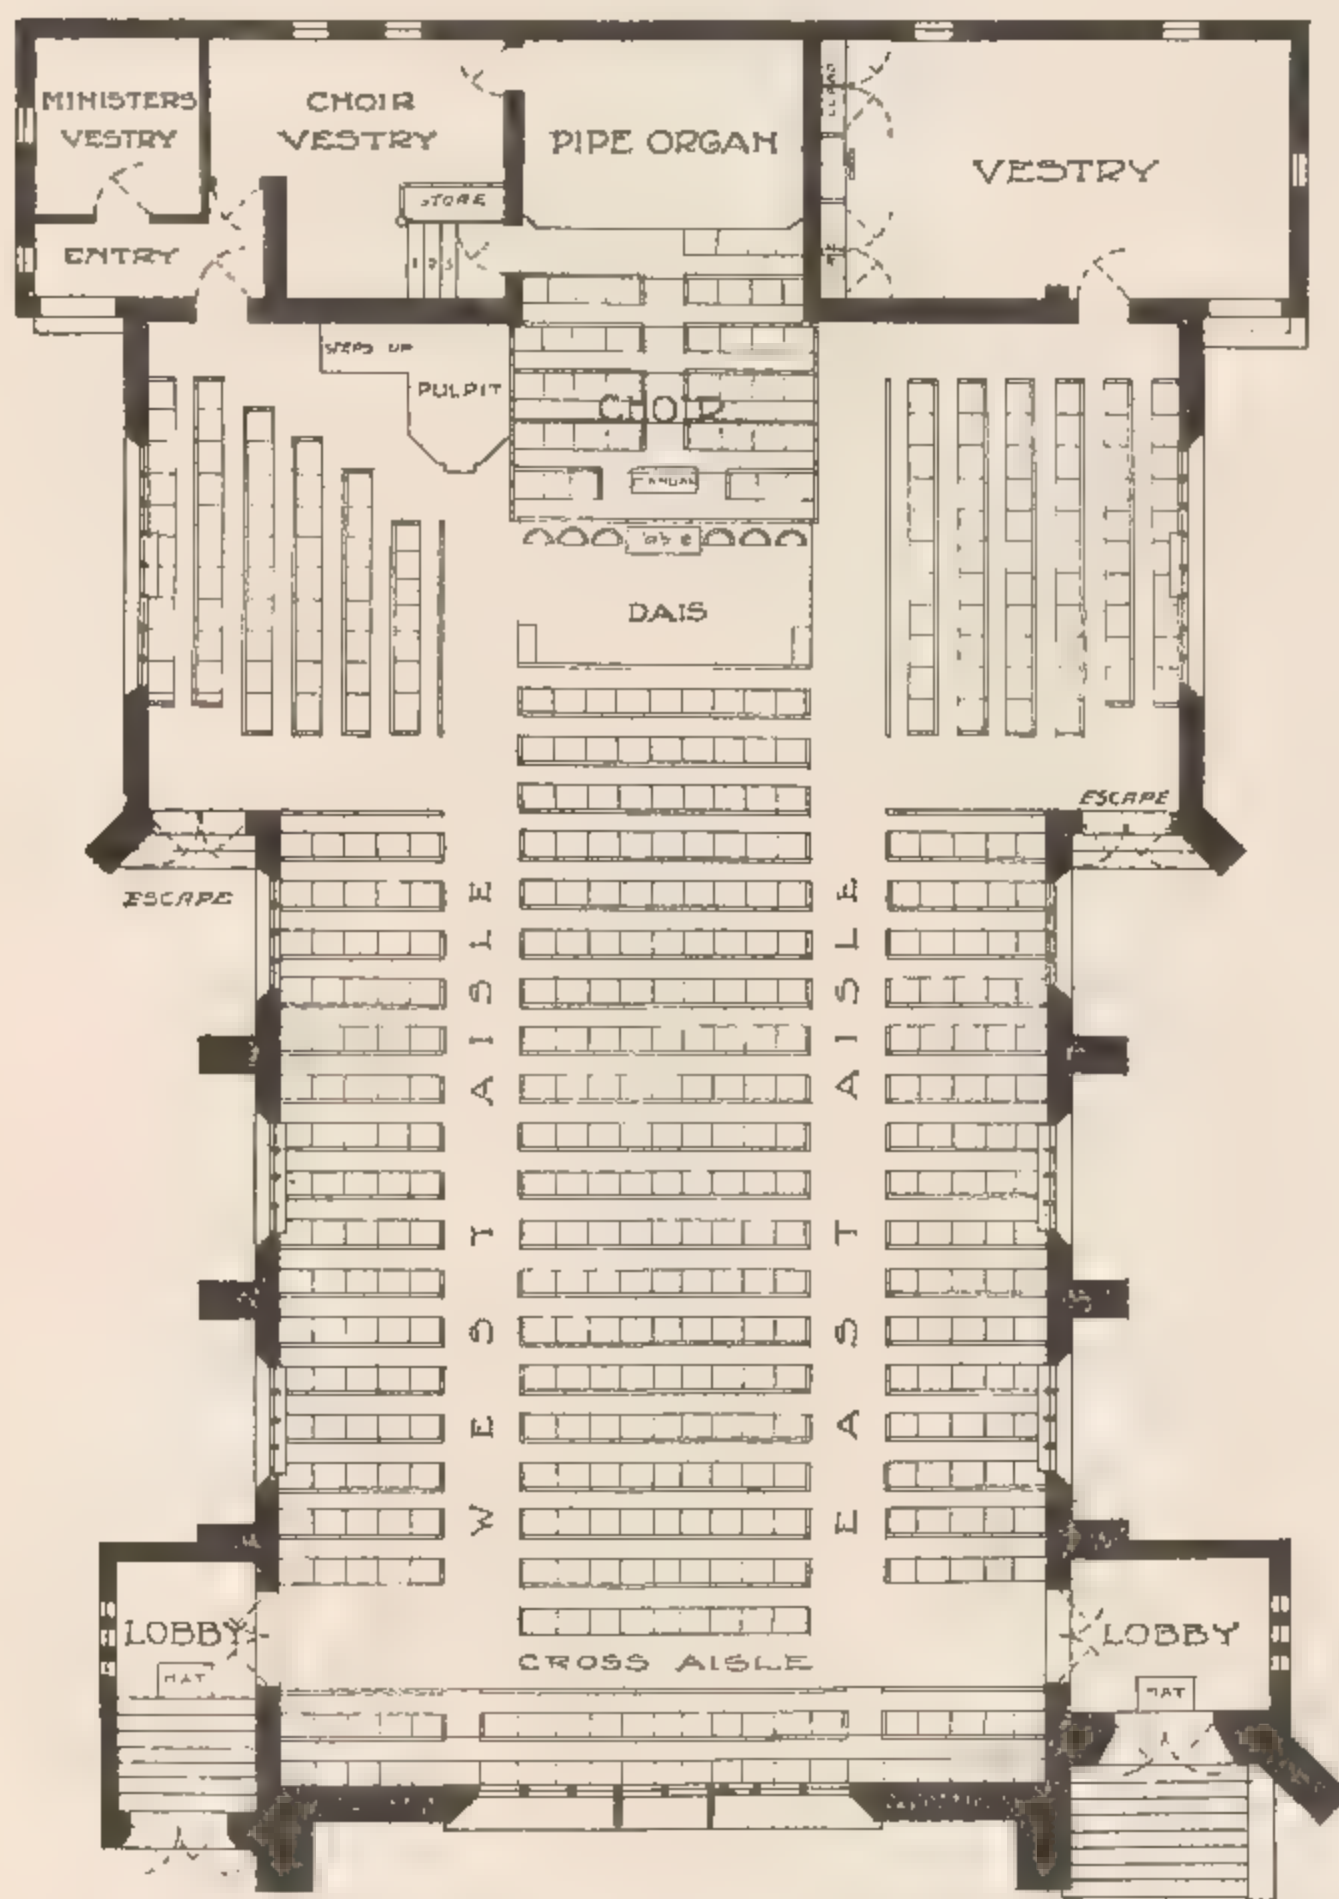 MINISTERS
VESTRY
CHOIR
VESTRY
PIPE ORGAN
VESTRY
STORE
ENTRY
STEPS UP
PULPIT
CHOIR
Table
DAIS
ESCAPE
ESCAPE
WEST AISLE
EAST AISLE
LOBBY
LOBBY
MAT
MAT
CROSS AISLE